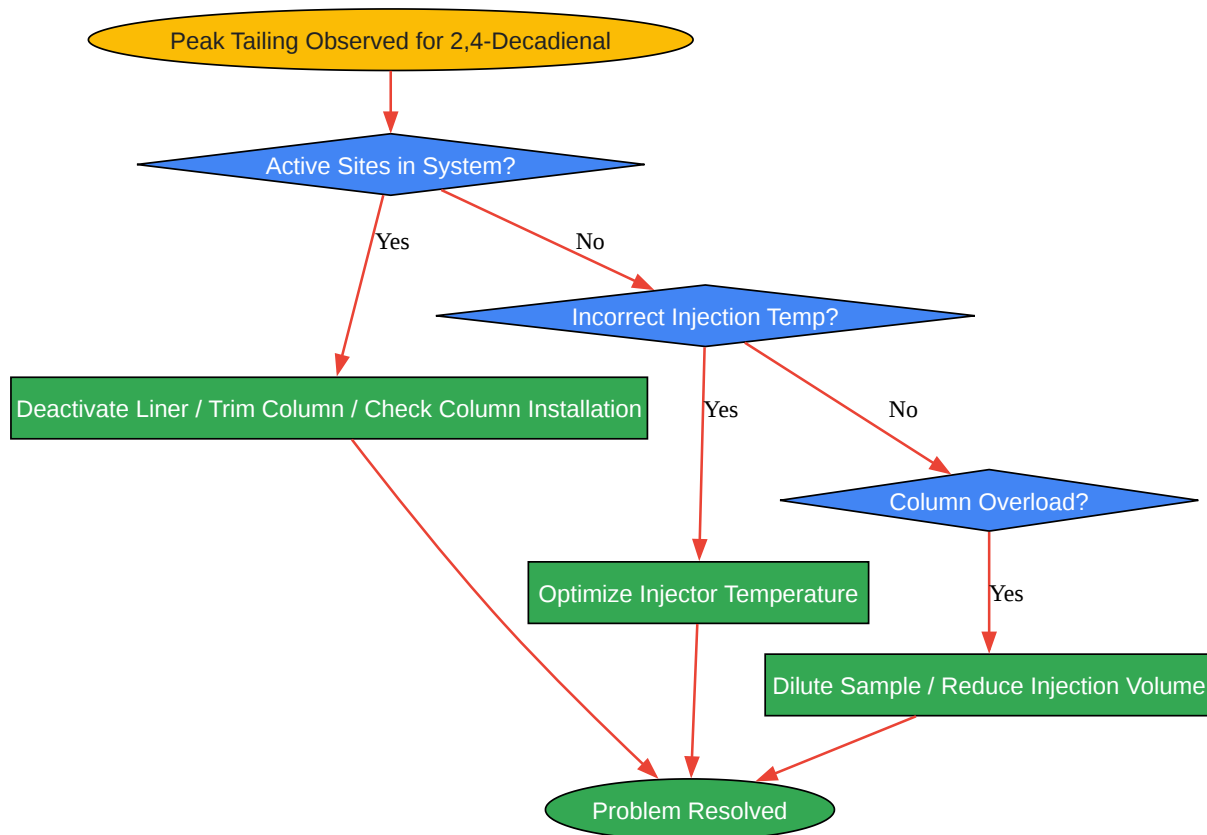 Peak Tailing Observed for 2,4-Decadienal
Active Sites in System?
Yes
No
Incorrect Injection Temp?
Deactivate Liner / Trim Column / Check Column Installation
Yes
No
Column Overload?
Optimize Injector Temperature
Yes
Dilute Sample / Reduce Injection Volume
Problem Resolved